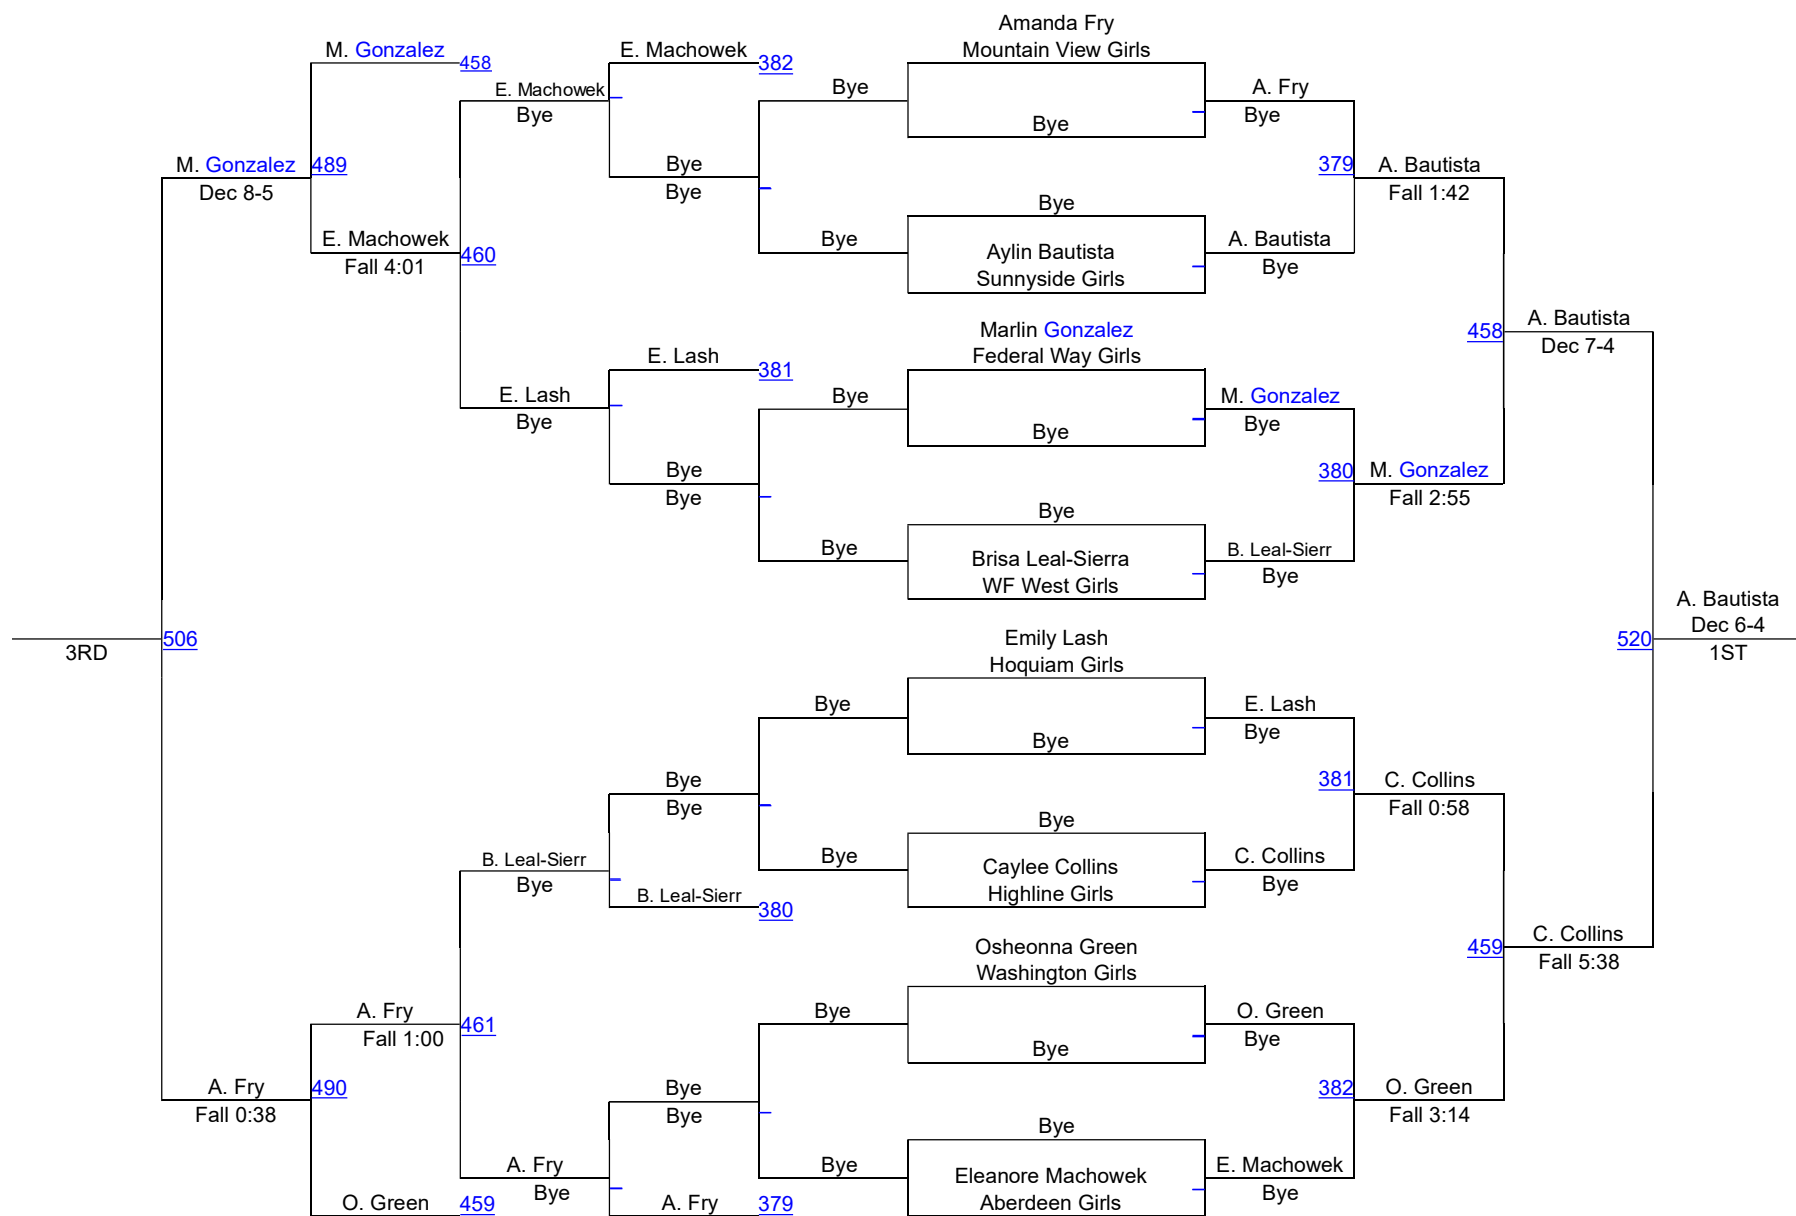 Amanda Fry
M. Gonzalez
E. Machowek
Mountain View Girls
458
382
E. Machowek
Bye
A. Fry
Bye
Bye
Bye
M. Gonzalez
489
Bye
379
A. Bautista
Dec 8-5
Bye
Fall 1:42
Bye
E. Machowek
Bye
A. Bautista
Fall 4:01
460
Aylin Bautista
Bye
Sunnyside Girls
Marlin Gonzalez
458
A. Bautista
E. Lash
Federal Way Girls
Dec 7-4
381
E. Lash
Bye
M. Gonzalez
Bye
Bye
Bye
Bye
380
M. Gonzalez
Bye
Fall 2:55
Bye
Bye
Brisa Leal-Sierra
B. Leal-Sierr
WF West Girls
Bye
A. Bautista
Dec 6-4
506
Emily Lash
520
3RD
1ST
Hoquiam Girls
Bye
E. Lash
Bye
Bye
Bye
381
C. Collins
Bye
Fall 0:58
Bye
B. Leal-Sierr
Bye
C. Collins
Bye
Caylee Collins
Bye
B. Leal-Sierr
Highline Girls
380
Osheonna Green
459
C. Collins
Washington Girls
Fall 5:38
A. Fry
Bye
O. Green
Fall 1:00
461
Bye
Bye
A. Fry
490
Bye
382
O. Green
Fall 0:38
Bye
Fall 3:14
Bye
A. Fry
Bye
E. Machowek
Bye
Eleanore Machowek
Bye
O. Green
459
A. Fry
379
Aberdeen Girls